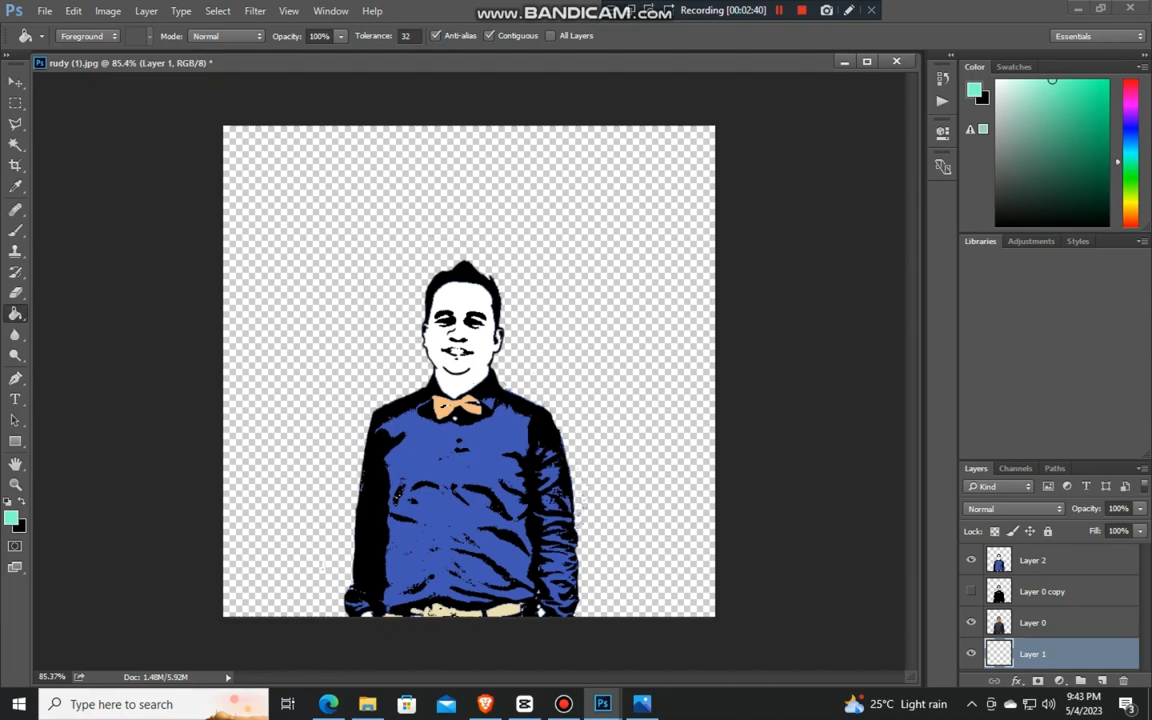 Ps File Edit Image Layer Type Select Filter View Window Help
www.BANDICAM.com Recording [00:02:40]
Foreground Mode: Normal Opacity: 100% Tolerance: 32 Anti-alias Contiguous All Layers Essentials
Ps rudy (1).jpg @ 85.4% (Layer 1, RGB/8) *
Color Swatches
Libraries Adjustments Styles
Layers Channels Paths
Kind
Normal Opacity: 100%
Lock: Fill: 100%
Layer 2
Layer 0 copy
Layer 0
Layer 1
fx
85.37% Doc: 1.48M/5.92M
Type here to search
Ps
25°C Light rain
9:43 PM
5/4/2023
3